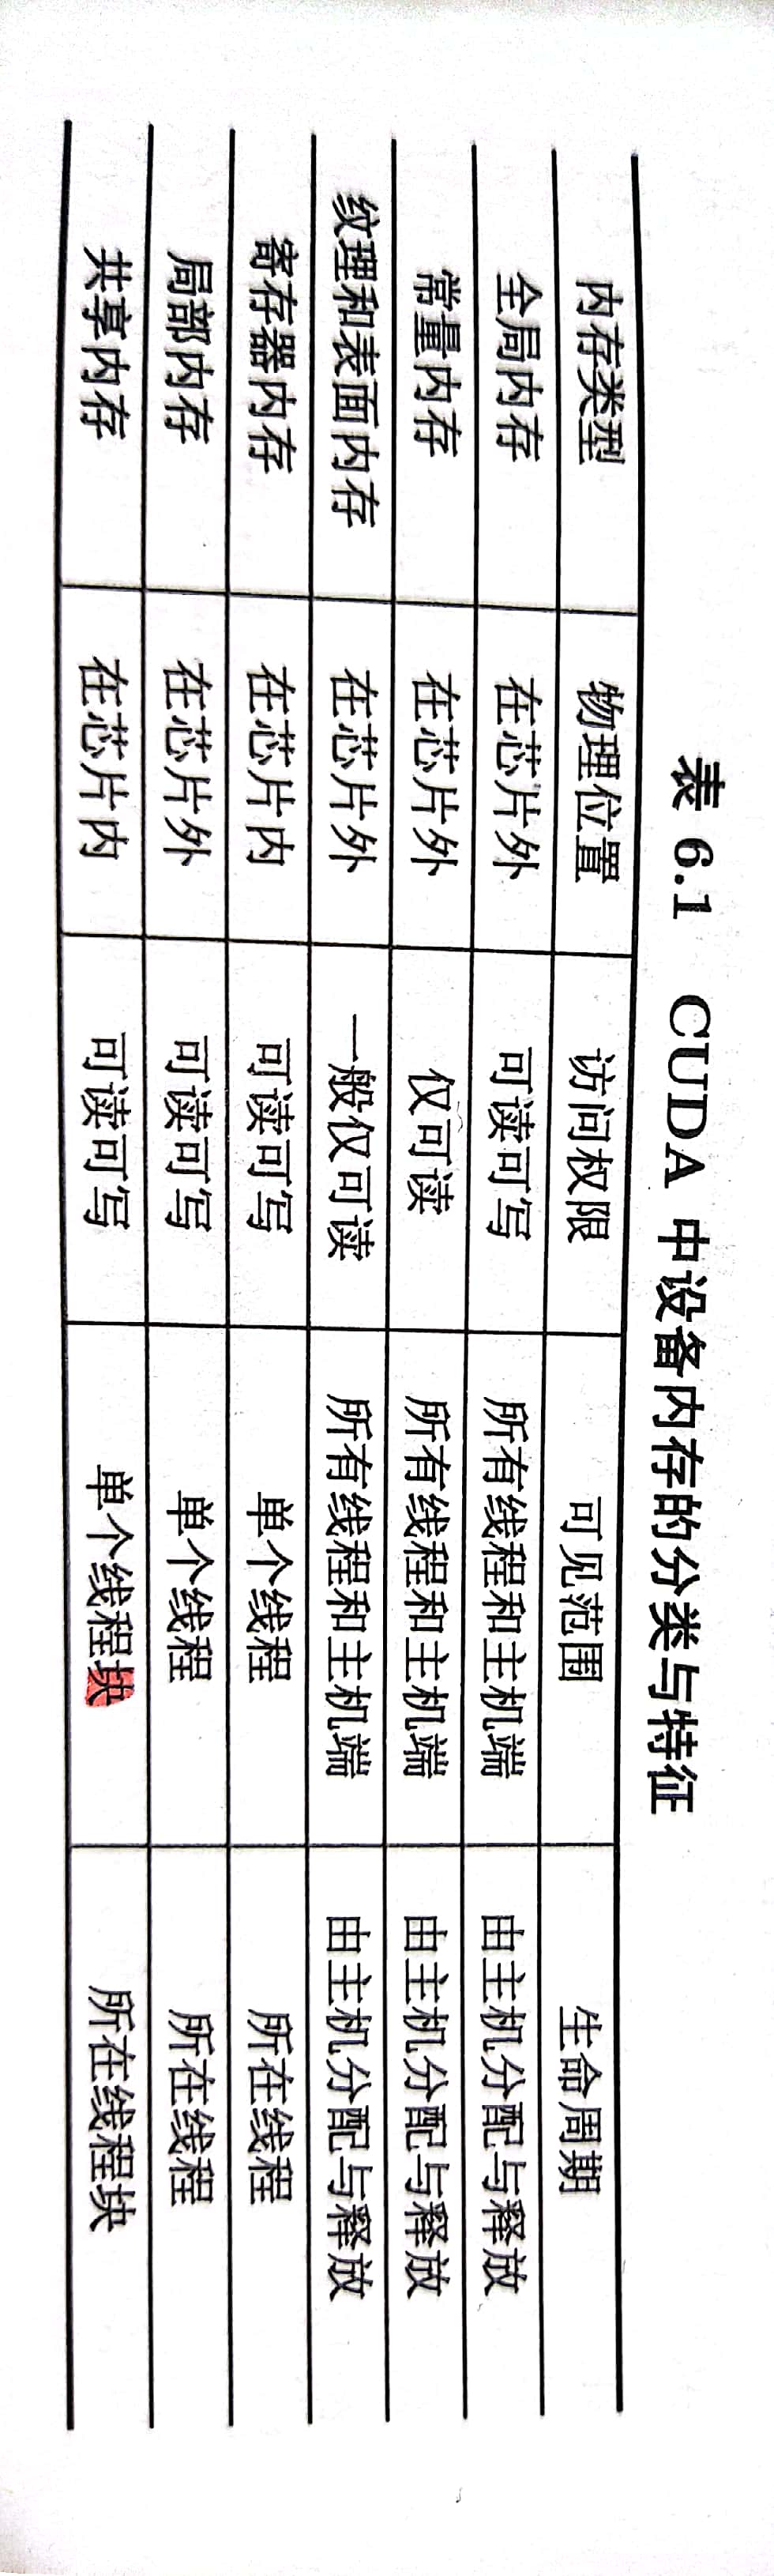 表 6.1 CUDA 中设备内存的分类与特征
内存类型 物理位置 访问权限 可见范围 生命周期
全局内存 在芯片外 可读可写 所有线程和主机端 由主机分配与释放
常量内存 在芯片外 仅可读 所有线程和主机端 由主机分配与释放
纹理和表面内存 在芯片外 一般仅可读 所有线程和主机端 由主机分配与释放
寄存器内存 在芯片内 可读可写 单个线程 所在线程
局部内存 在芯片外 可读可写 单个线程 所在线程
共享内存 在芯片内 可读可写 单个线程块 所在线程块